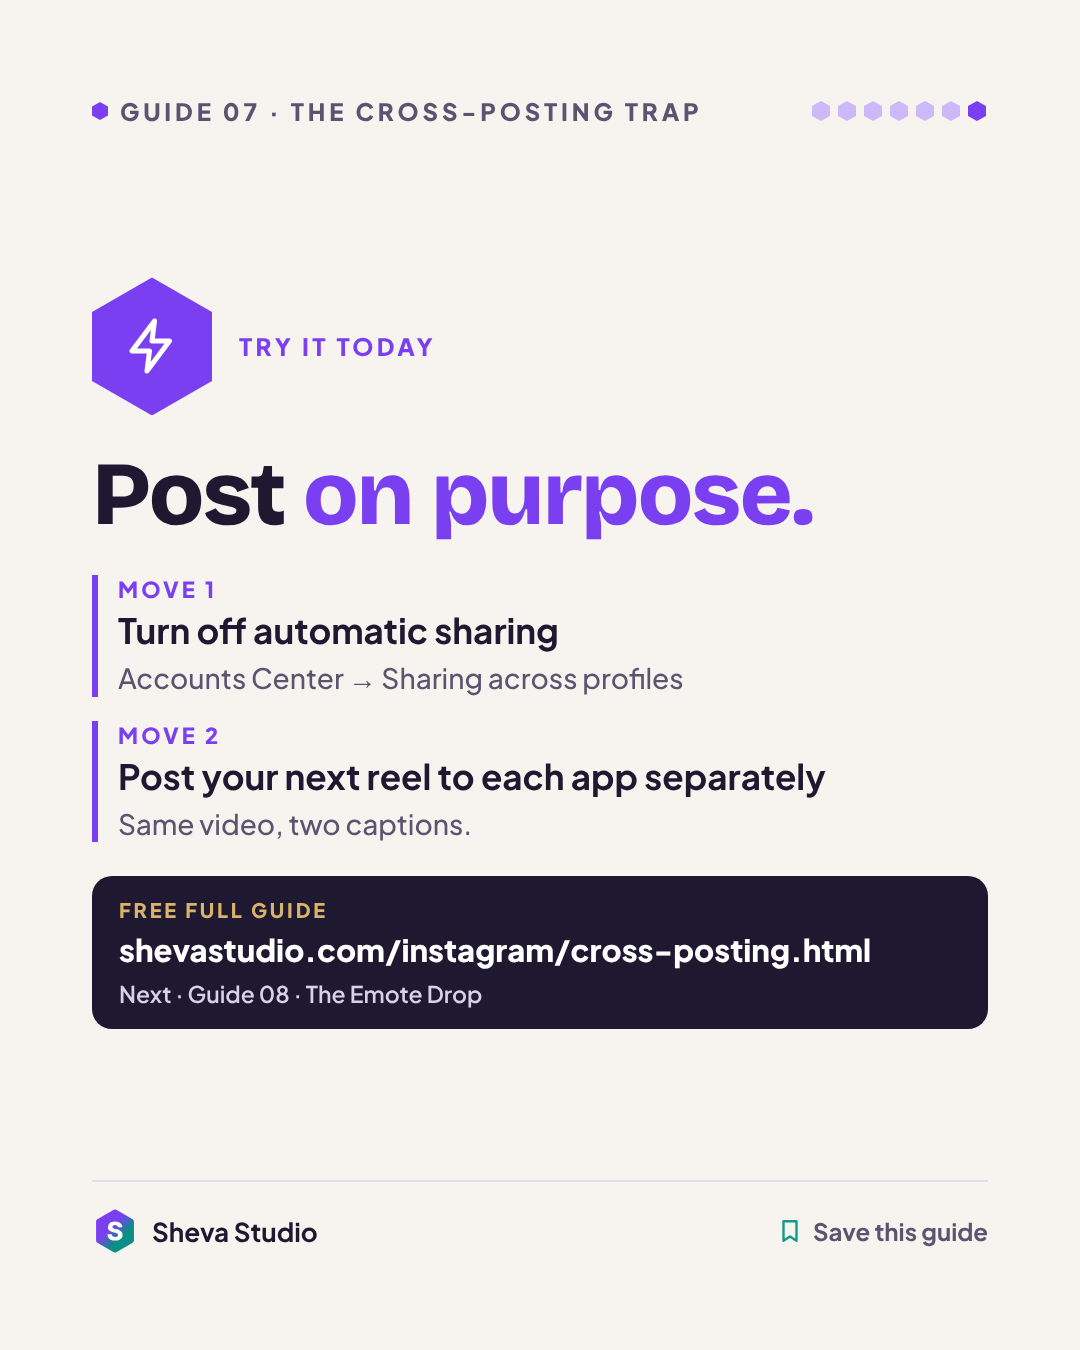 GUIDE 07 · THE CROSS-POSTING TRAP
TRY IT TODAY
Post on purpose.
MOVE 1
Turn off automatic sharing
Accounts Center → Sharing across profiles
MOVE 2
Post your next reel to each app separately
Same video, two captions.
FREE FULL GUIDE
shevastudio.com/instagram/cross-posting.html
Next · Guide 08 · The Emote Drop
S Sheva Studio
Save this guide